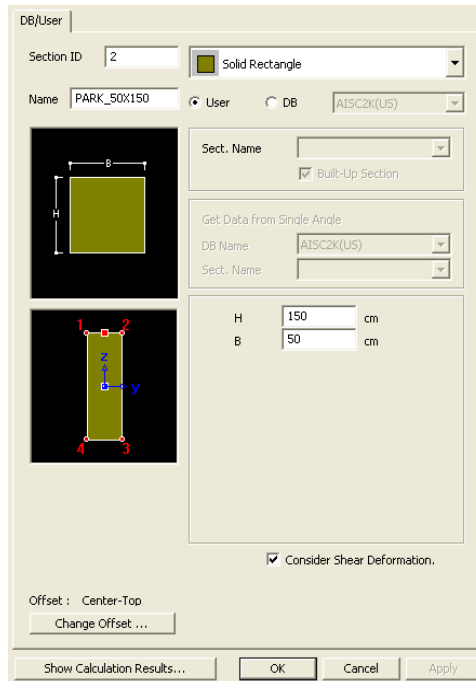 DB/User
Section ID 2 Solid Rectangle
Name PARK_50X150 User DB AISC2K(US)
Sect. Name
Built-Up Section
B
H
Get Data from Single Angle
DB Name AISC2K(US)
Sect. Name
H 150 cm
B 50 cm
1 2
z
y
4 3
Consider Shear Deformation.
Offset : Center-Top
Change Offset ...
Show Calculation Results... OK Cancel Apply